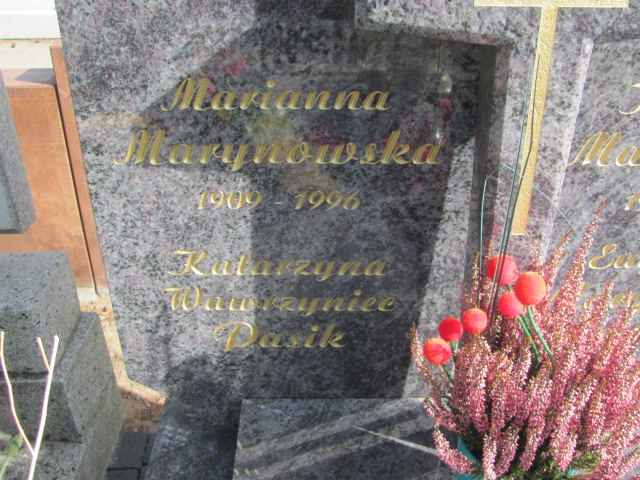 Marianna
Marynowska
1909 - 1996
Katarzyna
Wawrzyniec
Pasik